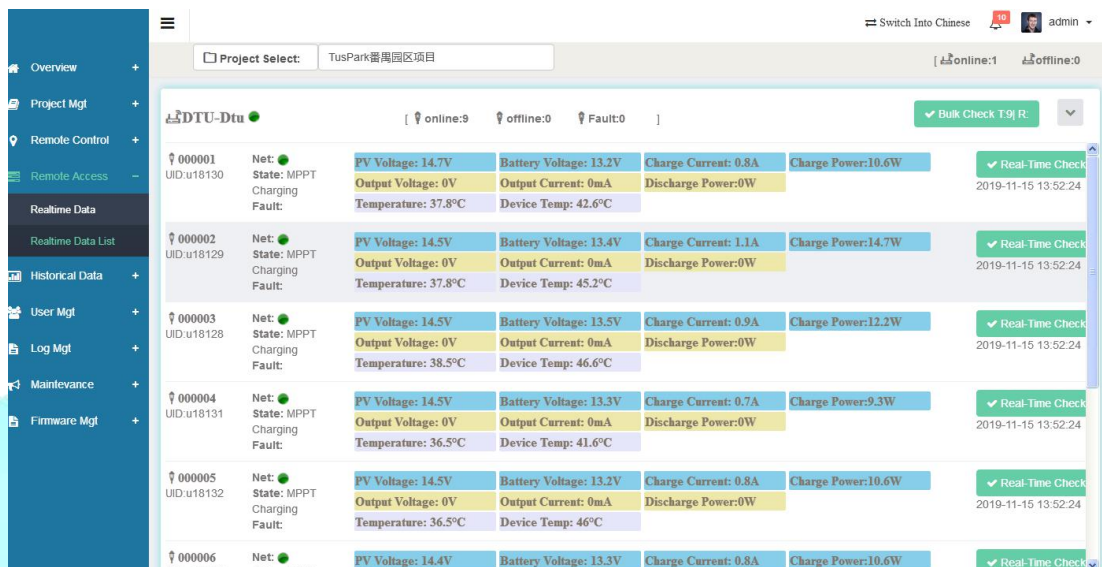 Switch Into Chinese
10
admin
Project Select: TusPark番禺园区项目
[ online:1 offline:0
Overview +
Project Mgt +
Remote Control +
Remote Access −
Realtime Data
Realtime Data List
Historical Data +
User Mgt +
Log Mgt +
Maintevance +
Firmware Mgt +
DTU-Dtu [ online:9 offline:0 Fault:0 ] Bulk Check T:9| R:
000001
UID:u18130
Net:
State: MPPT
Charging
Fault:
PV Voltage: 14.7V Battery Voltage: 13.2V Charge Current: 0.8A Charge Power:10.6W
Output Voltage: 0V Output Current: 0mA Discharge Power:0W
Temperature: 37.8°C Device Temp: 42.6°C
Real-Time Check
2019-11-15 13:52:24
000002
UID:u18129
Net:
State: MPPT
Charging
Fault:
PV Voltage: 14.5V Battery Voltage: 13.4V Charge Current: 1.1A Charge Power:14.7W
Output Voltage: 0V Output Current: 0mA Discharge Power:0W
Temperature: 37.8°C Device Temp: 45.2°C
Real-Time Check
2019-11-15 13:52:24
000003
UID:u18128
Net:
State: MPPT
Charging
Fault:
PV Voltage: 14.5V Battery Voltage: 13.5V Charge Current: 0.9A Charge Power:12.2W
Output Voltage: 0V Output Current: 0mA Discharge Power:0W
Temperature: 38.5°C Device Temp: 46.6°C
Real-Time Check
2019-11-15 13:52:24
000004
UID:u18131
Net:
State: MPPT
Charging
Fault:
PV Voltage: 14.5V Battery Voltage: 13.3V Charge Current: 0.7A Charge Power:9.3W
Output Voltage: 0V Output Current: 0mA Discharge Power:0W
Temperature: 36.5°C Device Temp: 41.6°C
Real-Time Check
2019-11-15 13:52:24
000005
UID:u18132
Net:
State: MPPT
Charging
Fault:
PV Voltage: 14.5V Battery Voltage: 13.2V Charge Current: 0.8A Charge Power:10.6W
Output Voltage: 0V Output Current: 0mA Discharge Power:0W
Temperature: 36.5°C Device Temp: 46°C
Real-Time Check
2019-11-15 13:52:24
000006
Net:
PV Voltage: 14.4V Battery Voltage: 13.3V Charge Current: 0.8A Charge Power:10.6W
Real-Time Check